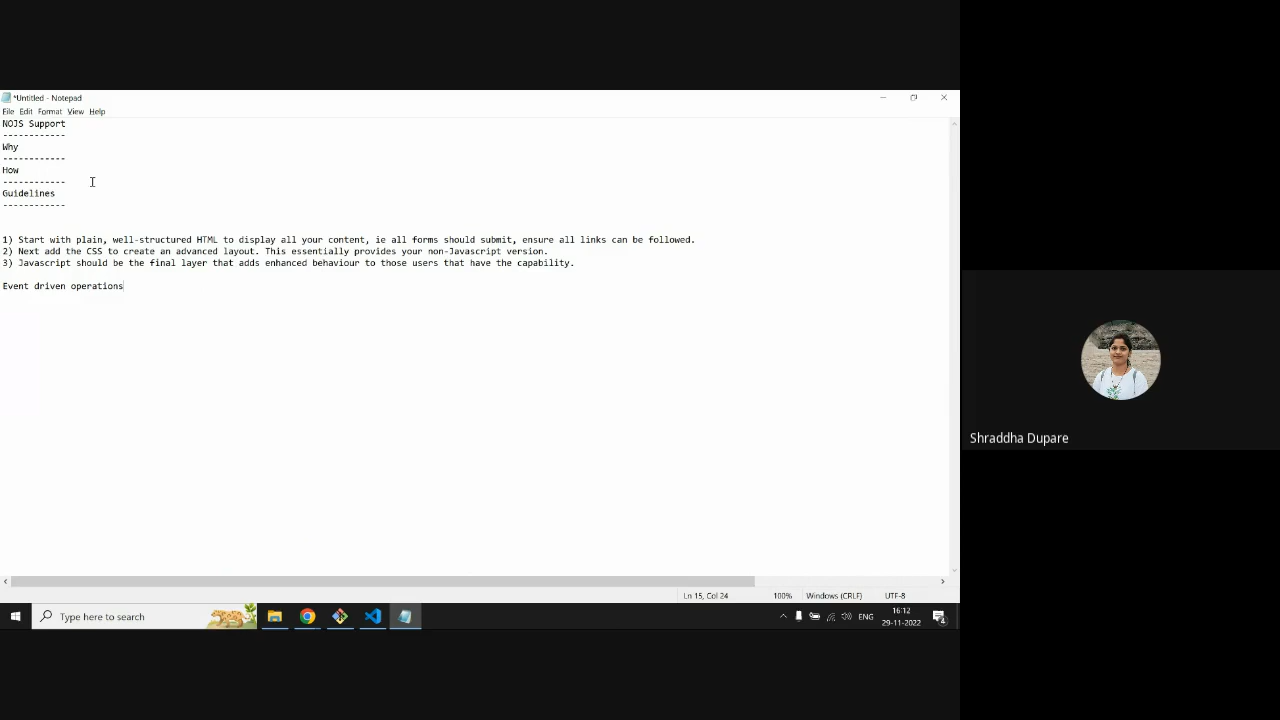 *Untitled - Notepad
File Edit Format View Help
NOJS Support
------------
Why
------------
How
------------
Guidelines
------------
1) Start with plain, well-structured HTML to display all your content, ie all forms should submit, ensure all links can be followed.
2) Next add the CSS to create an advanced layout. This essentially provides your non-Javascript version.
3) Javascript should be the final layer that adds enhanced behaviour to those users that have the capability.
Event driven operations
Shraddha Dupare
Ln 15, Col 24 100% Windows (CRLF) UTF-8
Type here to search
ENG
16:12
29-11-2022
4